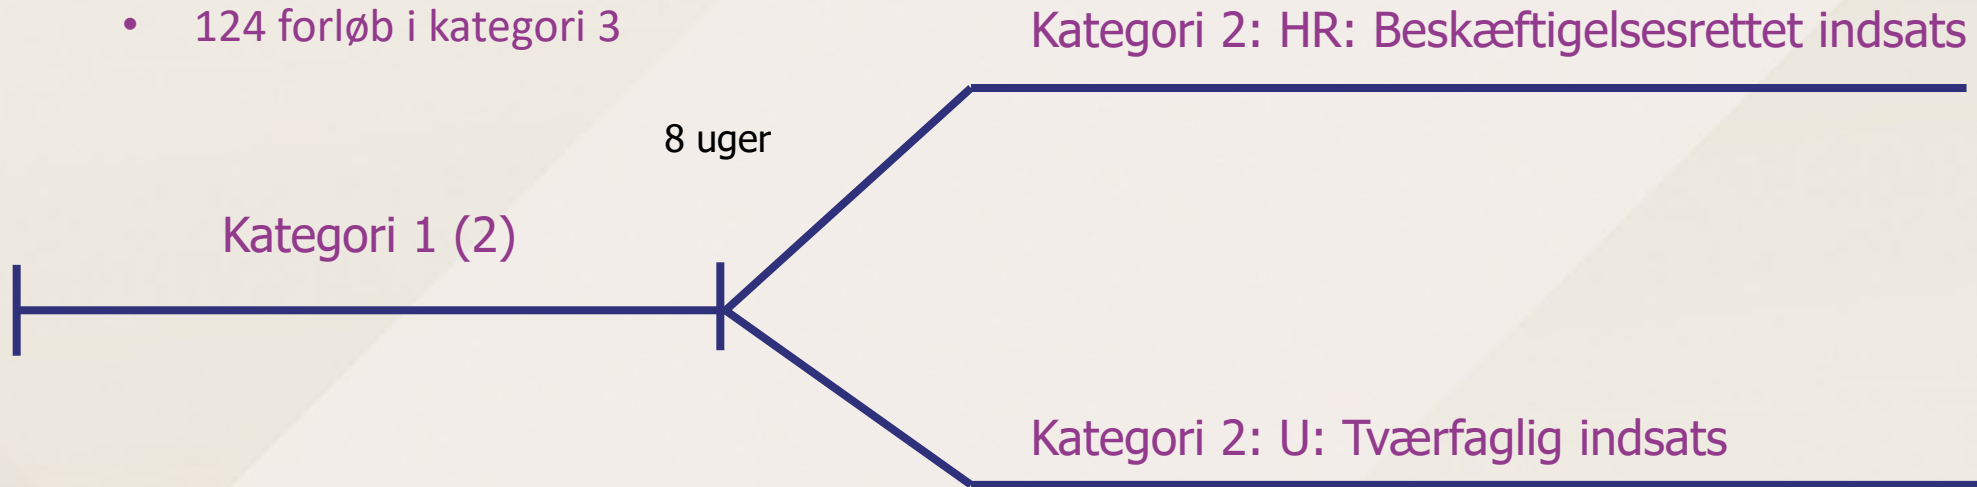 • 124 forløb i kategori 3
Kategori 2: HR: Beskæftigelsesrettet indsats
8 uger
Kategori 1 (2)
Kategori 2: U: Tværfaglig indsats